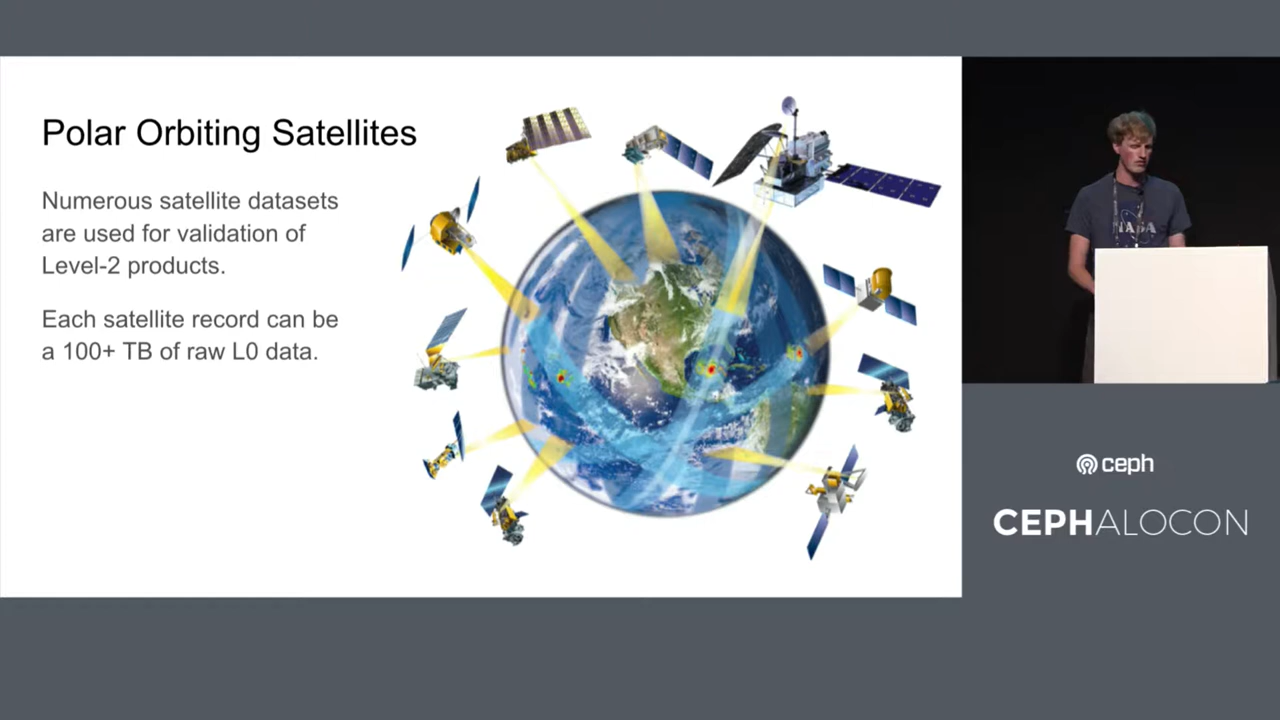 Polar Orbiting Satellites
Numerous satellite datasets
are used for validation of
Level-2 products.
Each satellite record can be
a 100+ TB of raw L0 data.
NASA
ceph
CEPHALOCON